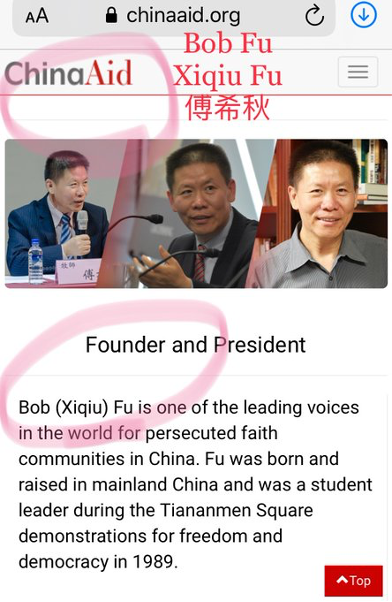 AA chinaaid.org
Bob Fu
ChinaAid
Xiqiu Fu
傅希秋
牧師
傅
Founder and President
Bob (Xiqiu) Fu is one of the leading voices
in the world for persecuted faith
communities in China. Fu was born and
raised in mainland China and was a student
leader during the Tiananmen Square
demonstrations for freedom and
democracy in 1989.
Top